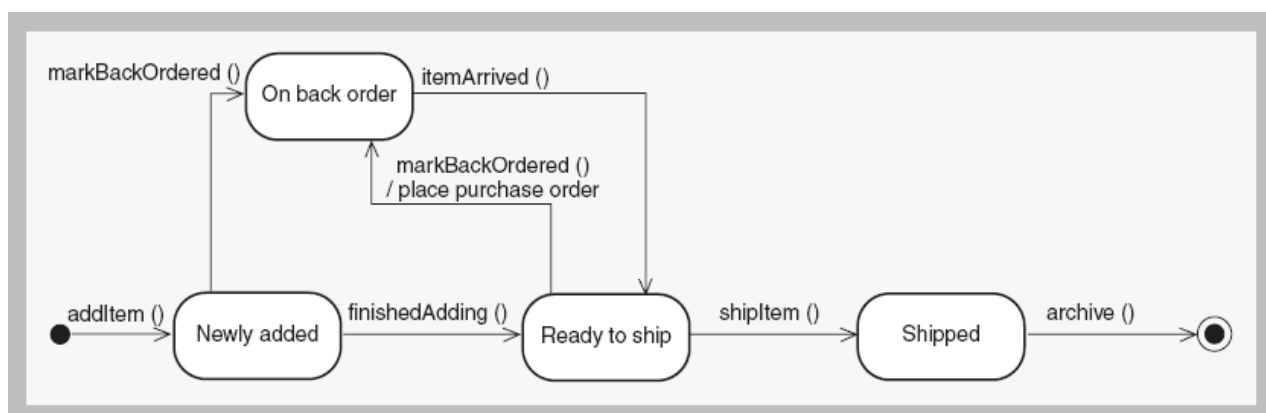 markBackOrdered ()
On back order
itemArrived ()
markBackOrdered ()
/ place purchase order
addItem ()
Newly added
finishedAdding ()
Ready to ship
shipItem ()
Shipped
archive ()